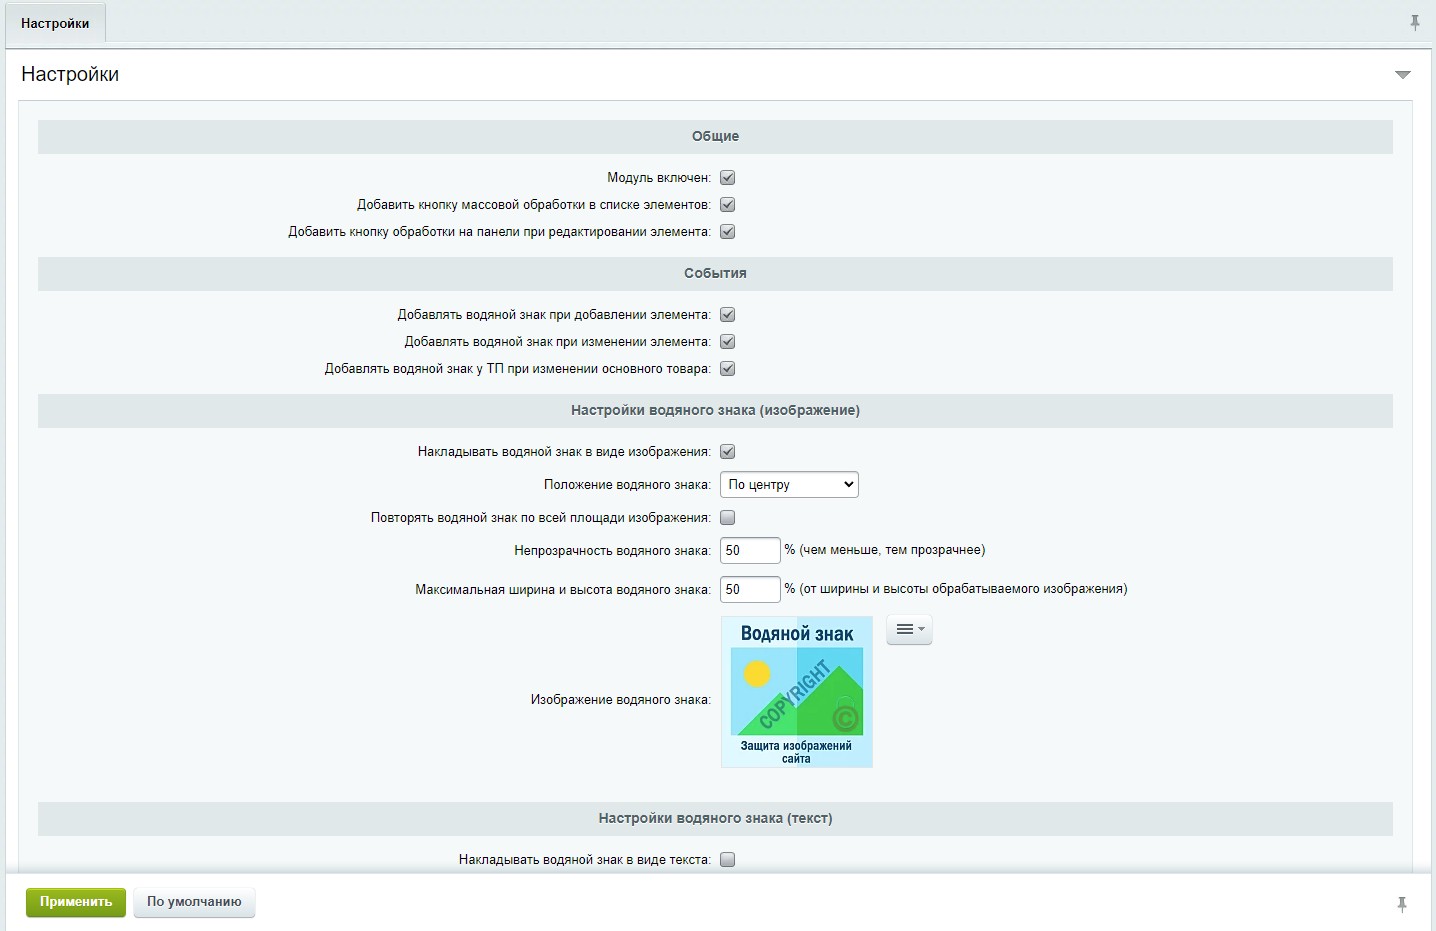 Настройки
Настройки
Общие
Модуль включен:
Добавить кнопку массовой обработки в списке элементов:
Добавить кнопку обработки на панели при редактировании элемента:
События
Добавлять водяной знак при добавлении элемента:
Добавлять водяной знак при изменении элемента:
Добавлять водяной знак у ТП при изменении основного товара:
Настройки водяного знака (изображение)
Накладывать водяной знак в виде изображения:
Положение водяного знака: По центру
Повторять водяной знак по всей площади изображения:
Непрозрачность водяного знака: 50 % (чем меньше, тем прозрачнее)
Максимальная ширина и высота водяного знака: 50 % (от ширины и высоты обрабатываемого изображения)
Изображение водяного знака:
Водяной знак
COPYRIGHT
©
Защита изображений
сайта
Настройки водяного знака (текст)
Накладывать водяной знак в виде текста:
Применить По умолчанию